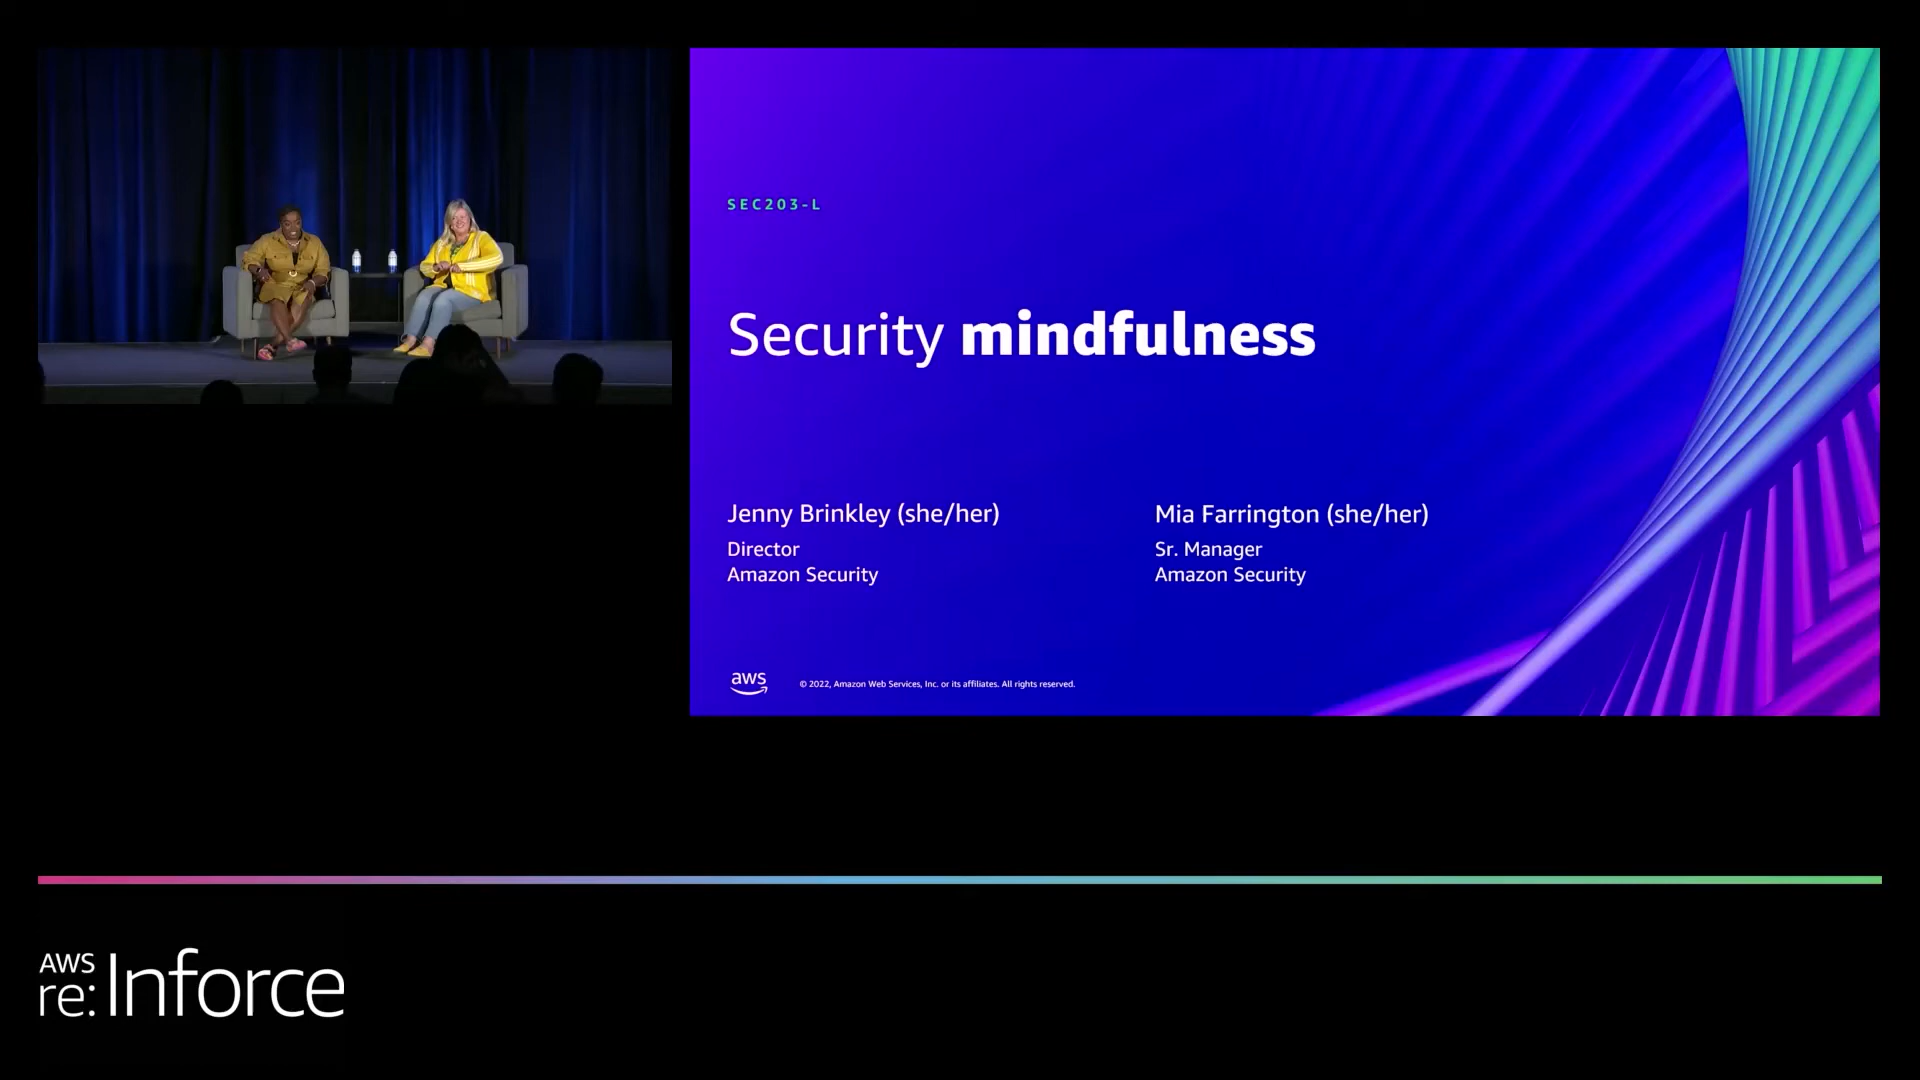 SEC203-L
Security mindfulness
Jenny Brinkley (she/her)
Director
Amazon Security
Mia Farrington (she/her)
Sr. Manager
Amazon Security
aws
© 2022, Amazon Web Services, Inc. or its affiliates. All rights reserved.
AWS
re:Inforce